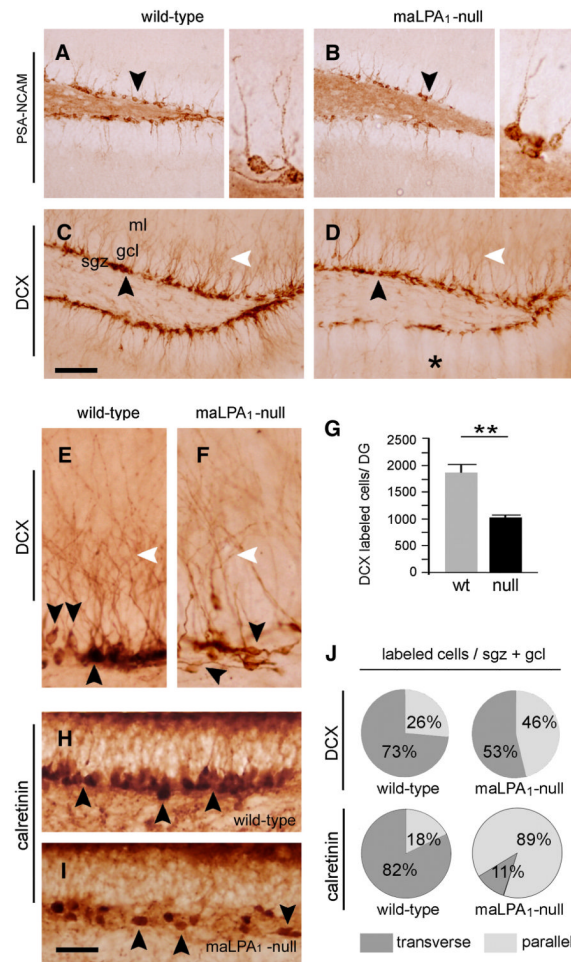 wild-type
maLPA1-null
PSA-NCAM
A
B
DCX
C
ml
gcl
sgz
D
*
wild-type
maLPA1-null
DCX
E
F
G
**
DCX labeled cells/ DG
2500
2000
1500
1000
500
0
wt
null
calretinin
H
wild-type
I
maLPA1-null
J
labeled cells / sgz + gcl
DCX
26%
73%
wild-type
46%
53%
maLPA1-null
calretinin
18%
82%
wild-type
89%
11%
maLPA1-null
transverse
parallel